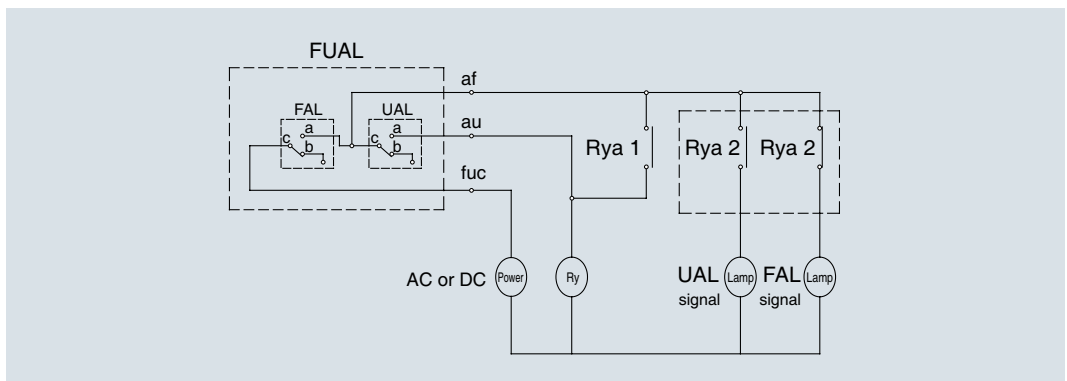 FUAL
af
FAL
UAL
a
a
c
c
b
b
au
Rya 1
Rya 2
Rya 2
fuc
AC or DC
Power
Ry
UAL
signal
Lamp
FAL
signal
Lamp